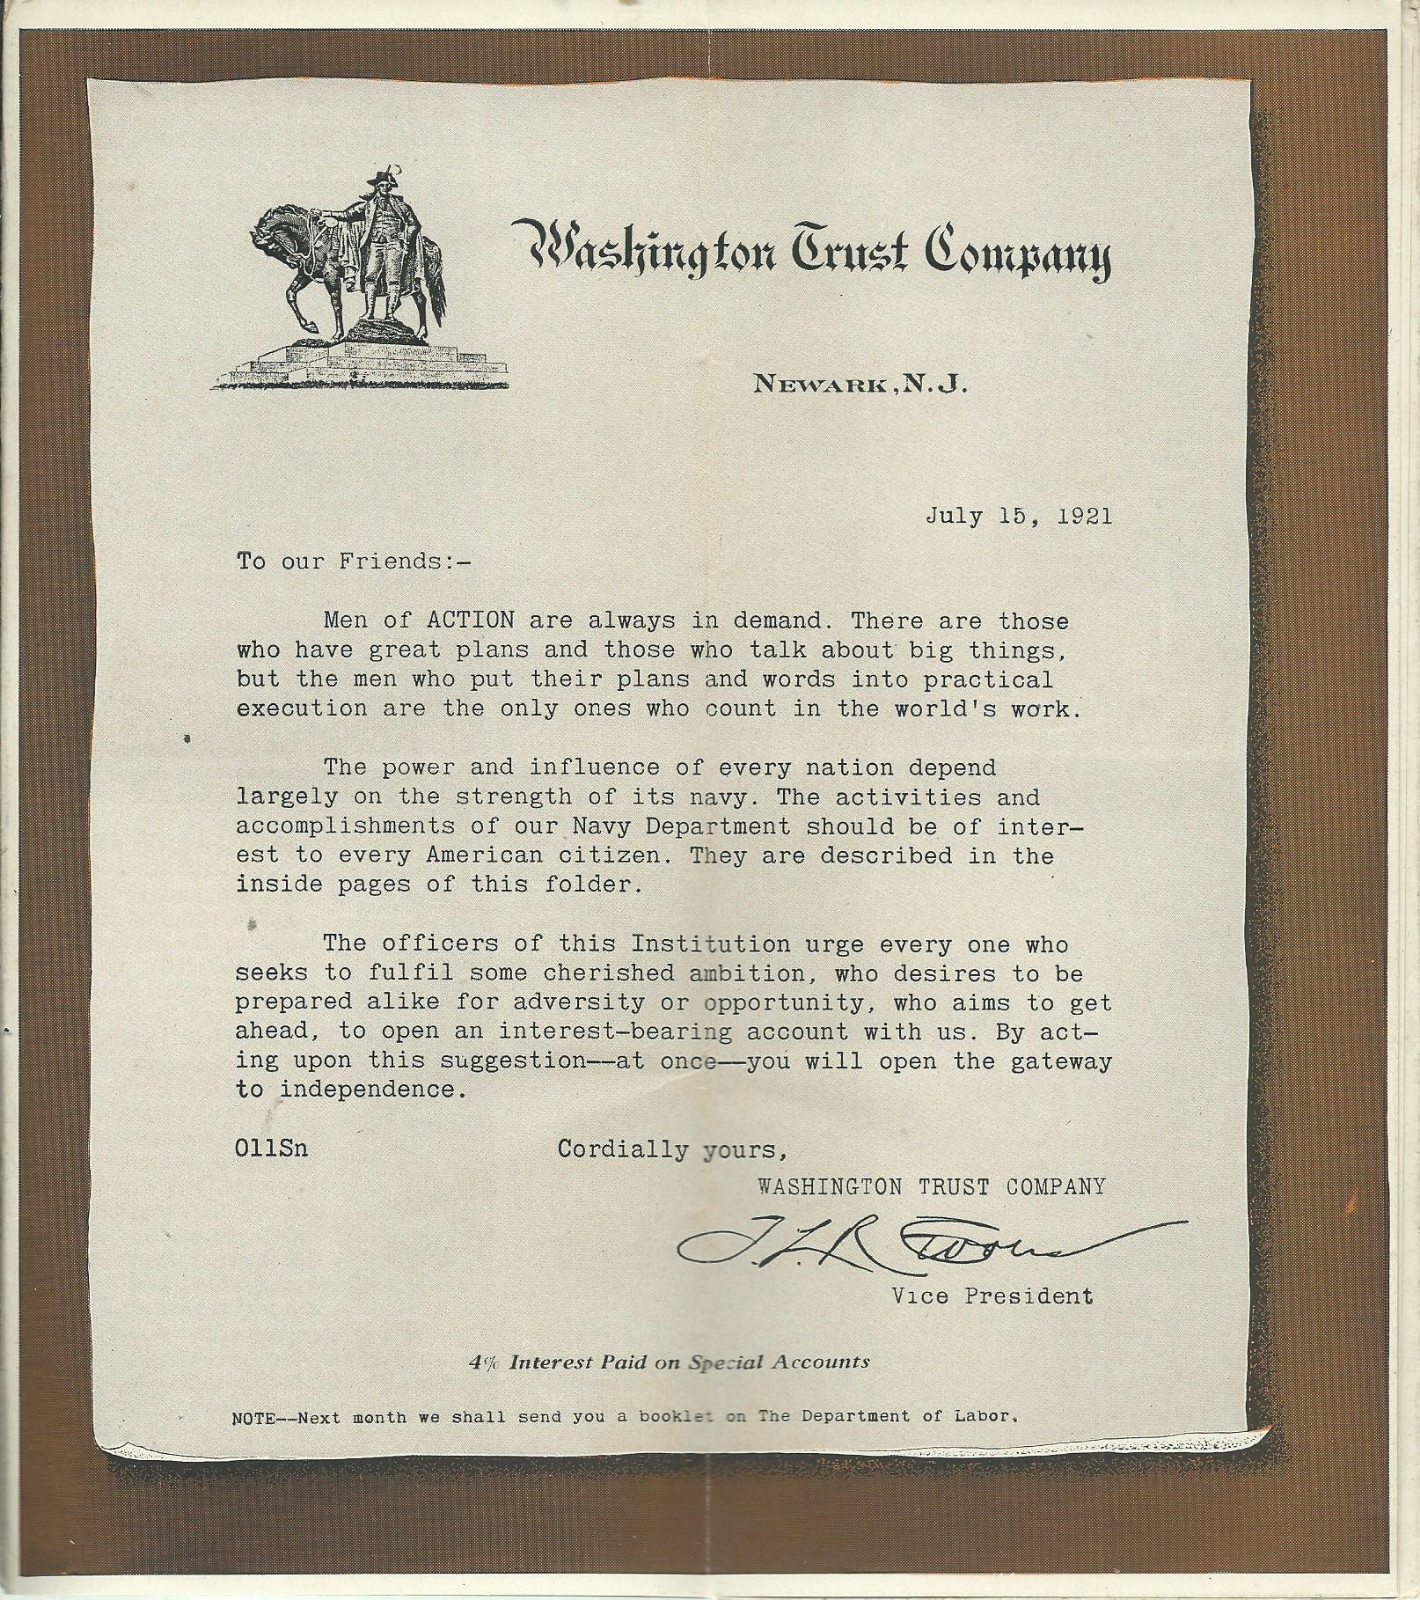 Washington Trust Company
NEWARK, N.J.
July 15, 1921
To our Friends:—
Men of ACTION are always in demand. There are those
who have great plans and those who talk about big things,
but the men who put their plans and words into practical
execution are the only ones who count in the world's work.
The power and influence of every nation depend
largely on the strength of its navy. The activities and
accomplishments of our Navy Department should be of inter-
est to every American citizen. They are described in the
inside pages of this folder.
The officers of this Institution urge every one who
seeks to fulfil some cherished ambition, who desires to be
prepared alike for adversity or opportunity, who aims to get
ahead, to open an interest-bearing account with us. By act-
ing upon this suggestion——at once——you will open the gateway
to independence.
O11Sn Cordially yours,
WASHINGTON TRUST COMPANY
Vice President
4% Interest Paid on Special Accounts
NOTE--Next month we shall send you a booklet on The Department of Labor.